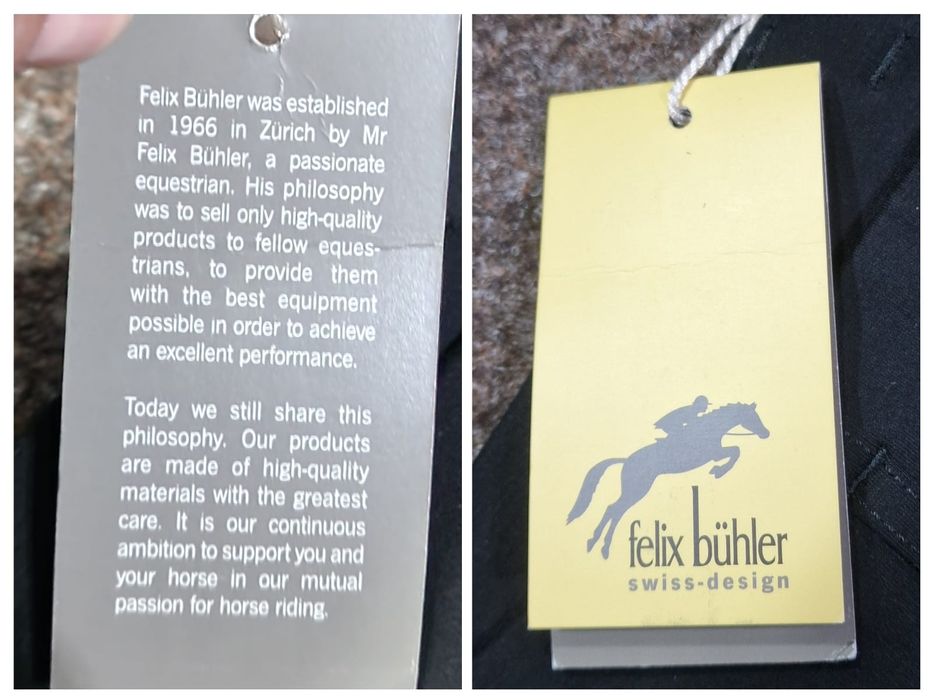 Felix Bühler was established
in 1966 in Zürich by Mr
Felix Bühler, a passionate
equestrian. His philosophy
was to sell only high-quality
products to fellow eques-
trians, to provide them
with the best equipment
possible in order to achieve
an excellent performance.
Today we still share this
philosophy. Our products
are made of high-quality
materials with the greatest
care. It is our continuous
ambition to support you and
your horse in our mutual
passion for horse riding.
felix bühler
swiss-design